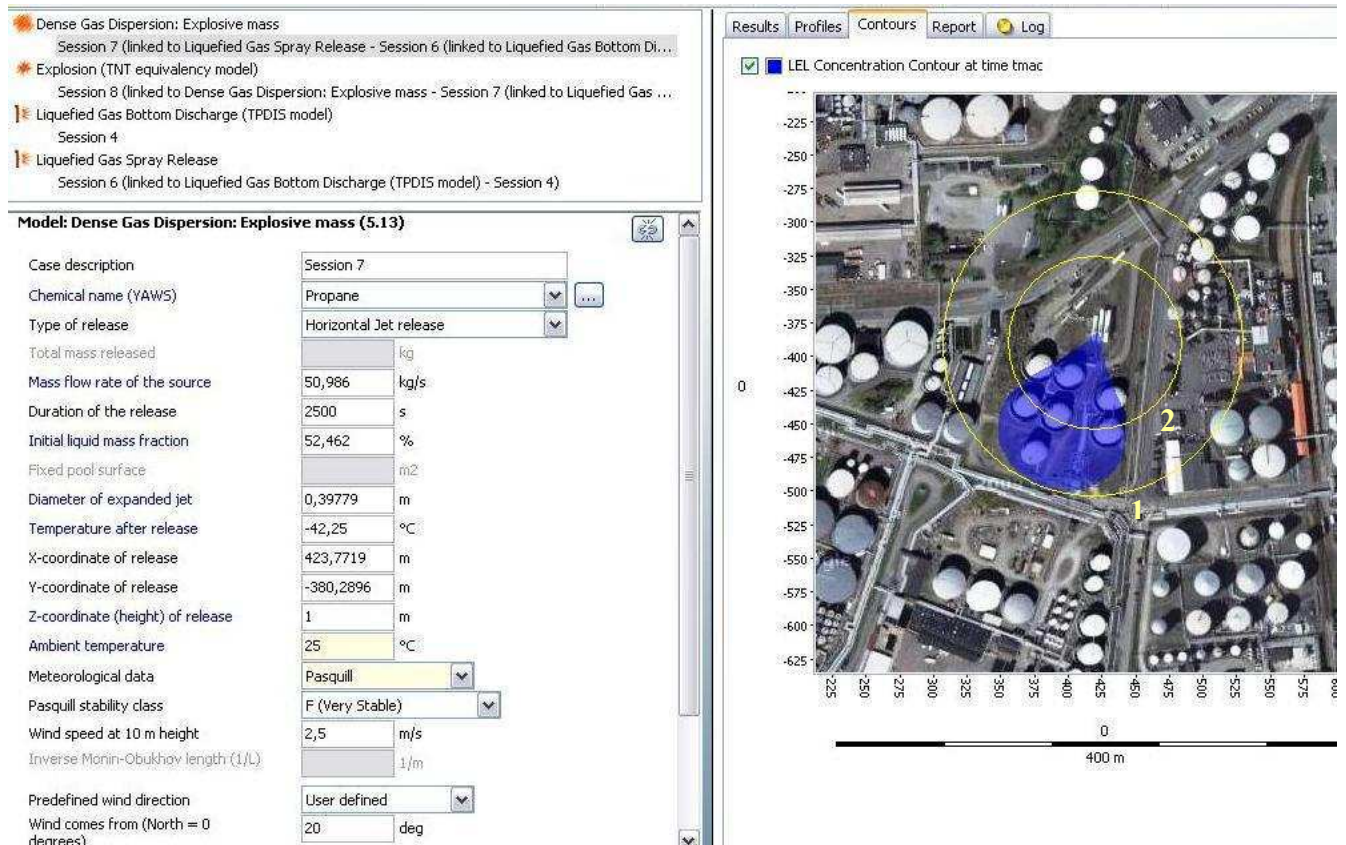 Dense Gas Dispersion: Explosive mass
Session 7 (linked to Liquefied Gas Spray Release - Session 6 (linked to Liquefied Gas Bottom Di...
Explosion (TNT equivalency model)
Session 8 (linked to Dense Gas Dispersion: Explosive mass - Session 7 (linked to Liquefied Gas ...
Liquefied Gas Bottom Discharge (TPDIS model)
Session 4
Liquefied Gas Spray Release
Session 6 (linked to Liquefied Gas Bottom Discharge (TPDIS model) - Session 4)
Model: Dense Gas Dispersion: Explosive mass (5.13)
Case description Session 7
Chemical name (YAWS) Propane ...
Type of release Horizontal Jet release
Total mass released kg
Mass flow rate of the source 50,986 kg/s
Duration of the release 2500 s
Initial liquid mass fraction 52,462 %
Fixed pool surface m2
Diameter of expanded jet 0,39779 m
Temperature after release -42,25 °C
X-coordinate of release 423,7719 m
Y-coordinate of release -380,2896 m
Z-coordinate (height) of release 1 m
Ambient temperature 25 °C
Meteorological data Pasquill
Pasquill stability class F (Very Stable)
Wind speed at 10 m height 2,5 m/s
Inverse Monin-Obukhov length (1/L) 1/m
Predefined wind direction User defined
Wind comes from (North = 0 degrees) 20 deg
Results Profiles Contours Report Log
LEL Concentration Contour at time tmac
-225
-250
-275
-300
-325
-350
-375
-400
0
-425
-450
-475
-500
-525
-550
-575
-600
-625
2
1
225 250 275 300 325 350 375 400 425 450 475 500 525 550 575
0
400 m